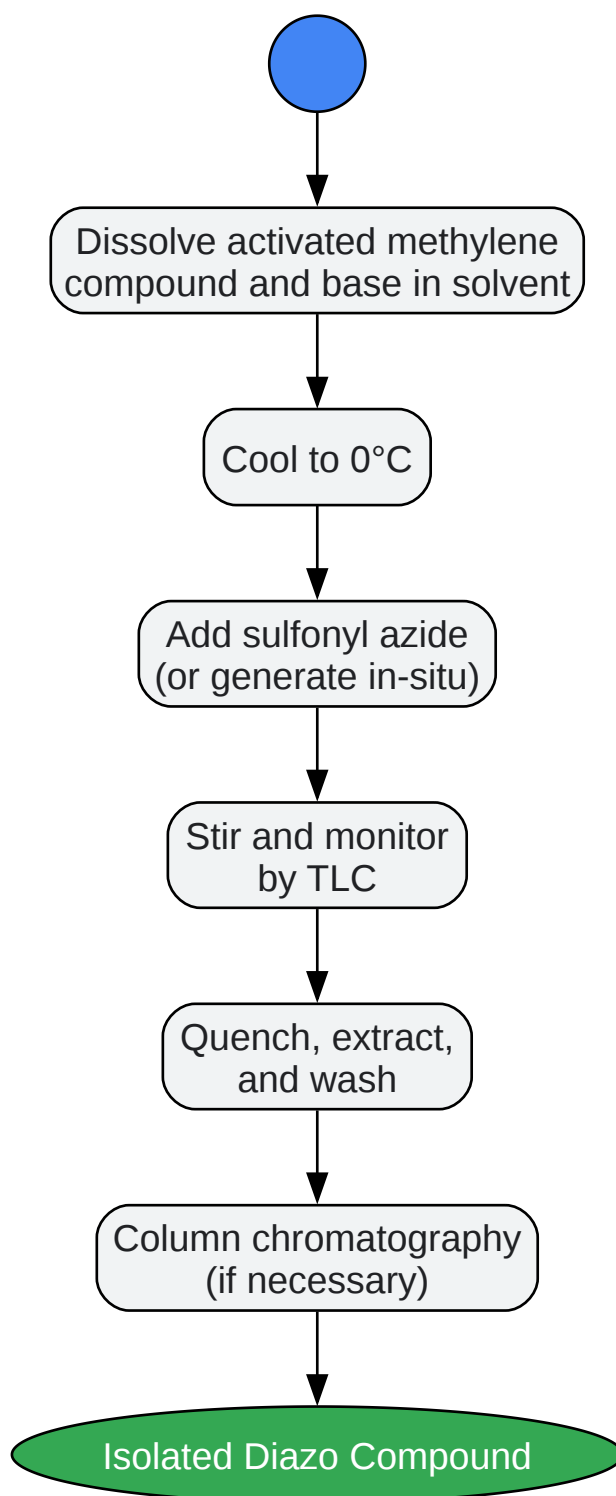 Dissolve activated methylene
compound and base in solvent
Cool to 0°C
Add sulfonyl azide
(or generate in-situ)
Stir and monitor
by TLC
Quench, extract,
and wash
Column chromatography
(if necessary)
Isolated Diazo Compound